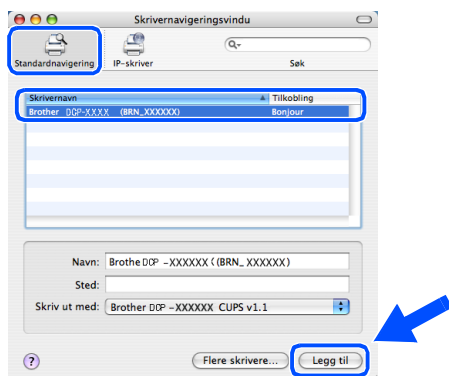 Skrivernavigeringsvindu
Standardnavigering IP-skriver Søk
Skrivernavn Tilkobling
Brother DCP-XXXX (BRN_XXXXXX) Bonjour
Navn: Brothe DCP -XXXXXX ((BRN_ XXXXXX)
Sted:
Skriv ut med: Brother DCP -XXXXXX CUPS v1.1
? Flere skrivere... Legg til